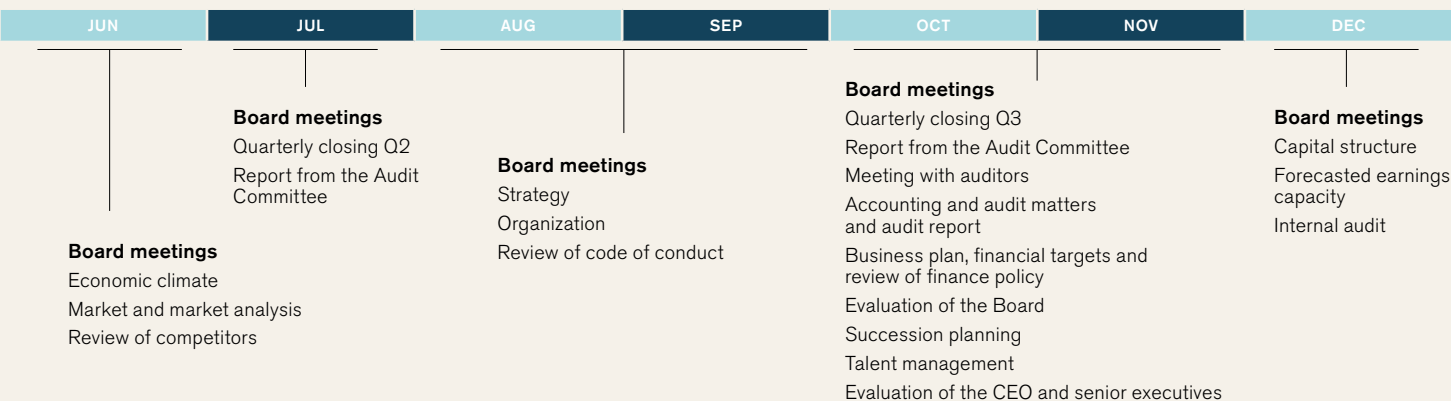 JUN
JUL
AUG
SEP
OCT
NOV
DEC
Board meetings
Economic climate
Market and market analysis
Review of competitors
Board meetings
Quarterly closing Q2
Report from the Audit
Committee
Board meetings
Strategy
Organization
Review of code of conduct
Board meetings
Quarterly closing Q3
Report from the Audit Committee
Meeting with auditors
Accounting and audit matters
and audit report
Business plan, financial targets and
review of finance policy
Evaluation of the Board
Succession planning
Talent management
Evaluation of the CEO and senior executives
Board meetings
Capital structure
Forecasted earnings
capacity
Internal audit